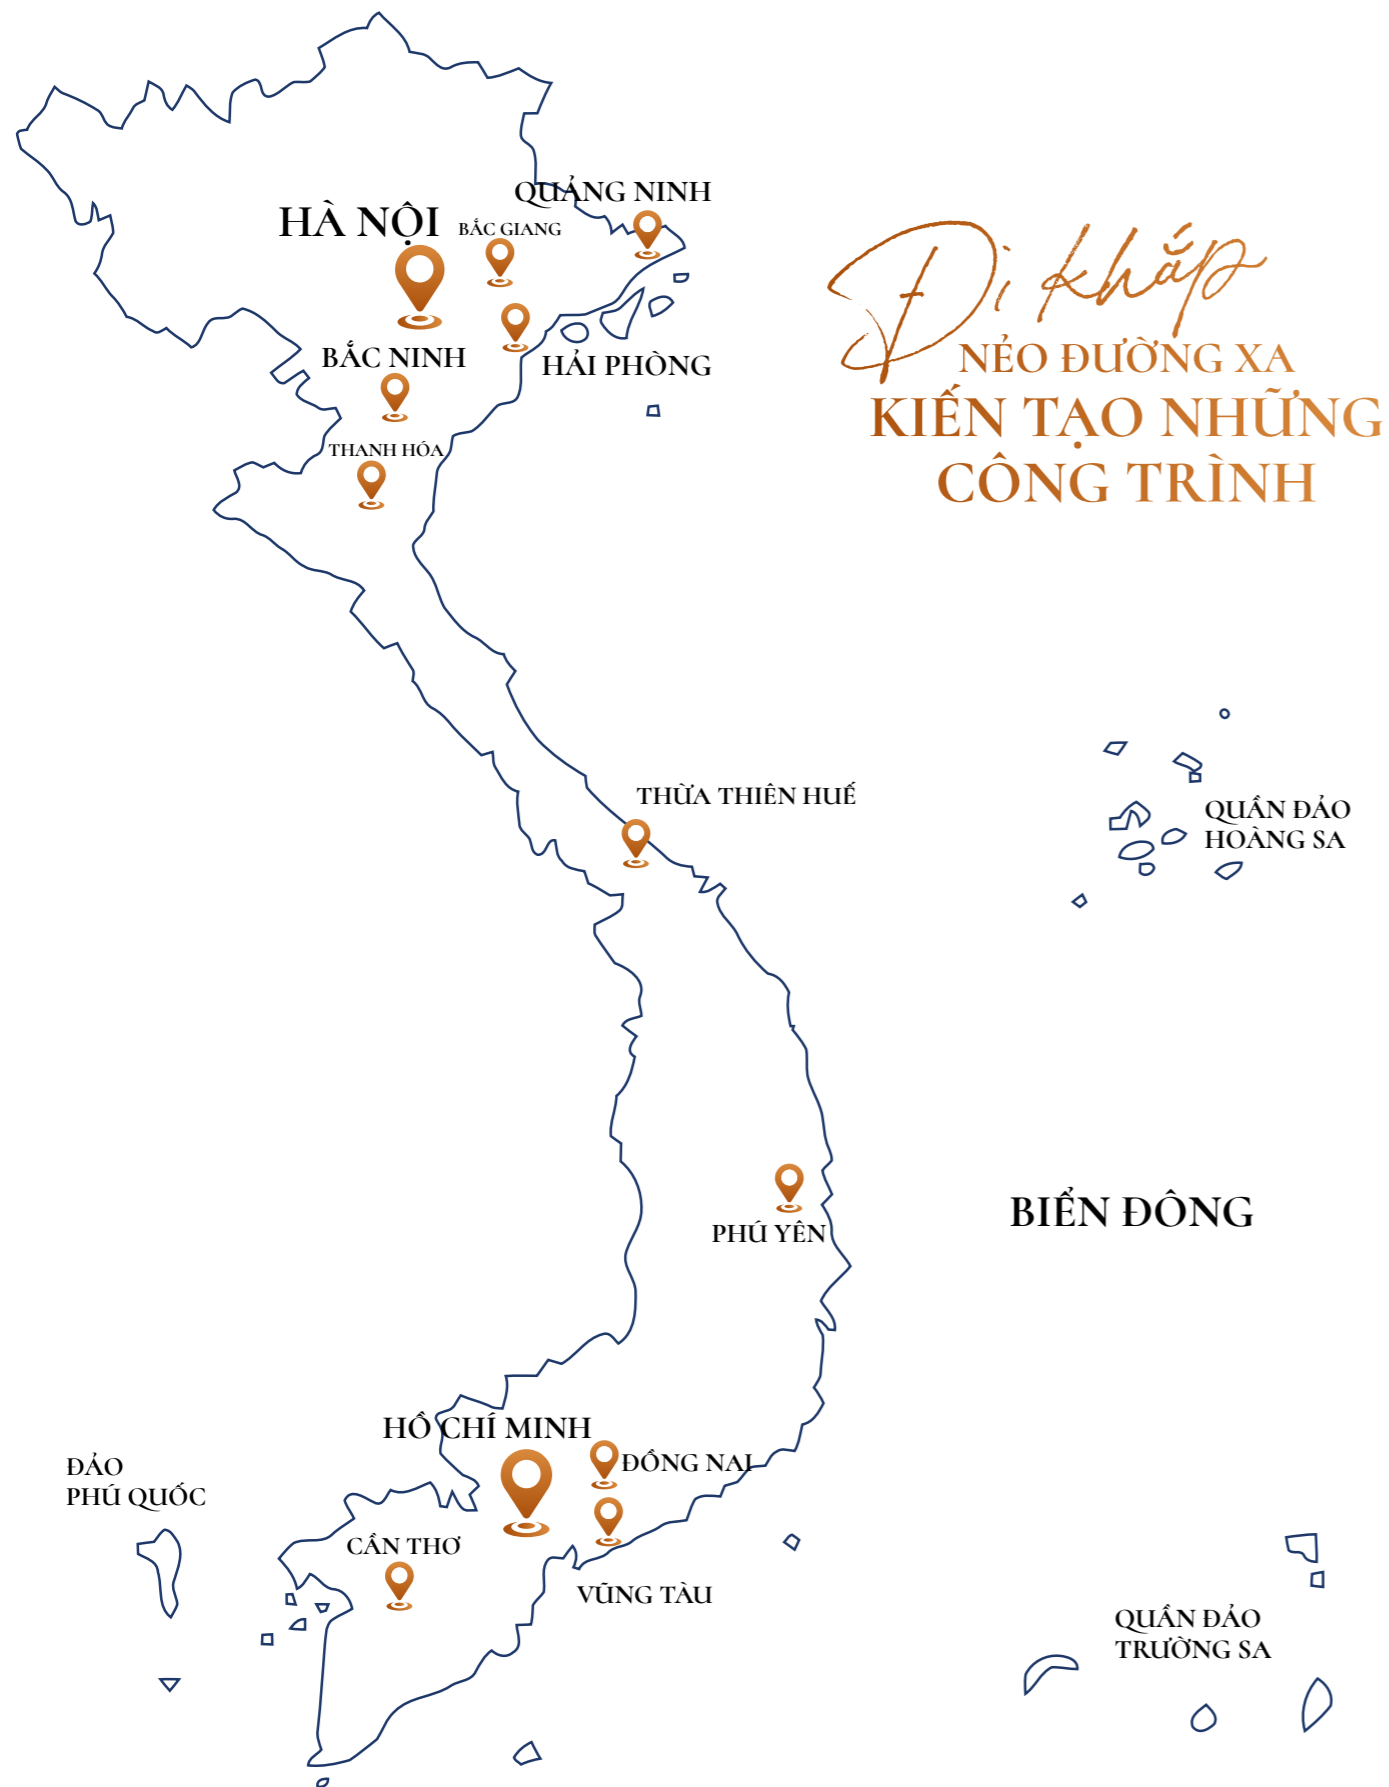 QUẢNG NINH
HÀ NỘI
BẮC GIANG
Đi khắp
NẺO ĐƯỜNG XA
KIẾN TẠO NHỮNG
CÔNG TRÌNH
BẮC NINH
HẢI PHÒNG
THANH HÓA
THỪA THIÊN HUẾ
QUẦN ĐẢO
HOÀNG SA
PHÚ YÊN
BIỂN ĐÔNG
HỒ CHÍ MINH
ĐỒNG NAI
ĐẢO
PHÚ QUỐC
CẦN THƠ
VŨNG TÀU
QUẦN ĐẢO
TRƯỜNG SA